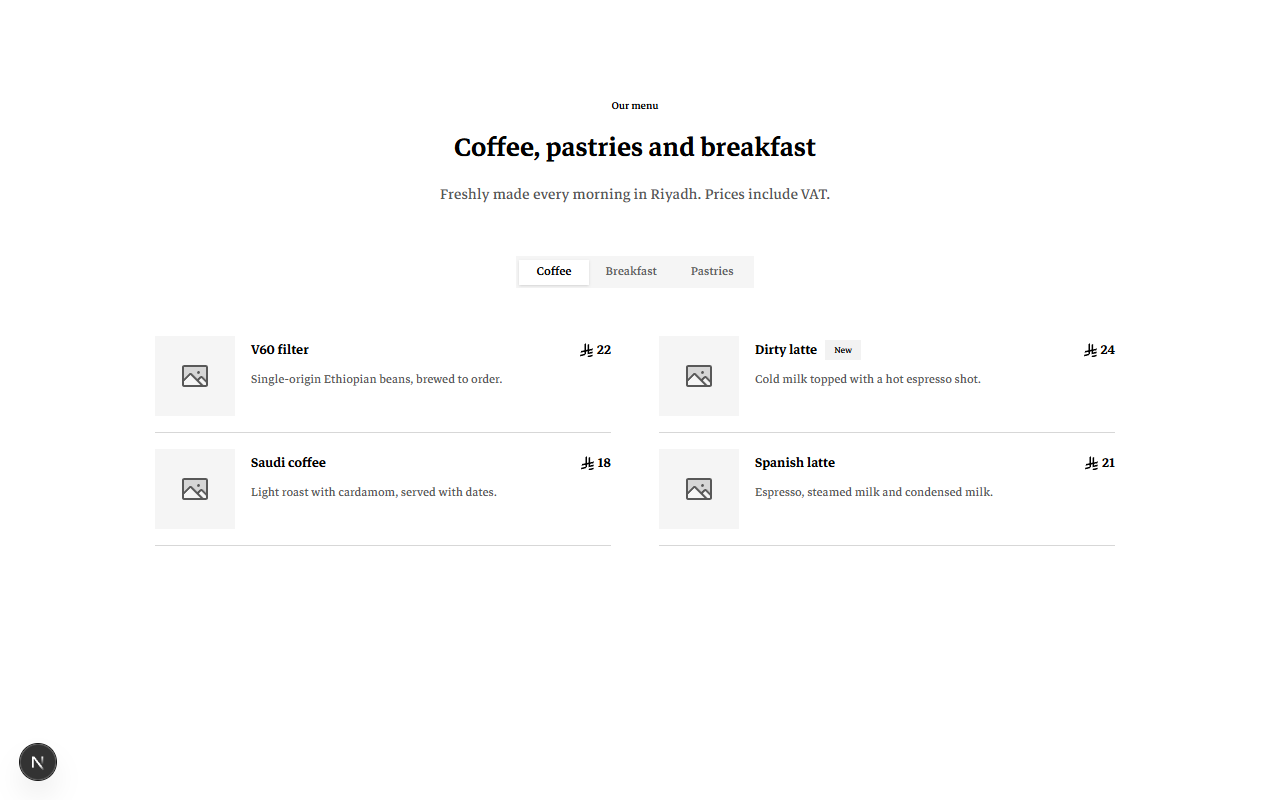 Our menu
Coffee, pastries and breakfast
Freshly made every morning in Riyadh. Prices include VAT.
Coffee Breakfast Pastries
V60 filter ⃁ 22
Single-origin Ethiopian beans, brewed to order.
Dirty latte New ⃁ 24
Cold milk topped with a hot espresso shot.
Saudi coffee ⃁ 18
Light roast with cardamom, served with dates.
Spanish latte ⃁ 21
Espresso, steamed milk and condensed milk.
N